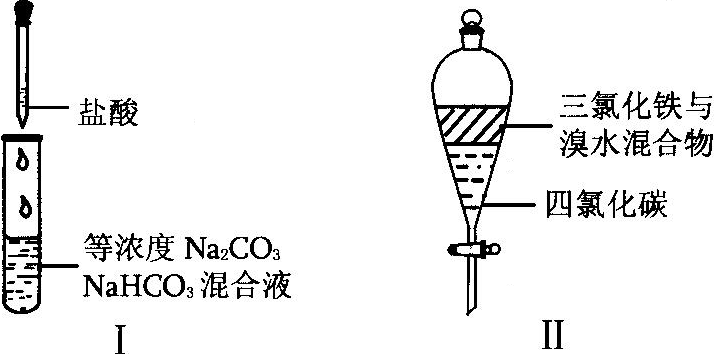 盐酸
等浓度 Na₂CO₃
NaHCO₃ 混合液
I
三氯化铁与
溴水混合物
四氯化碳
II